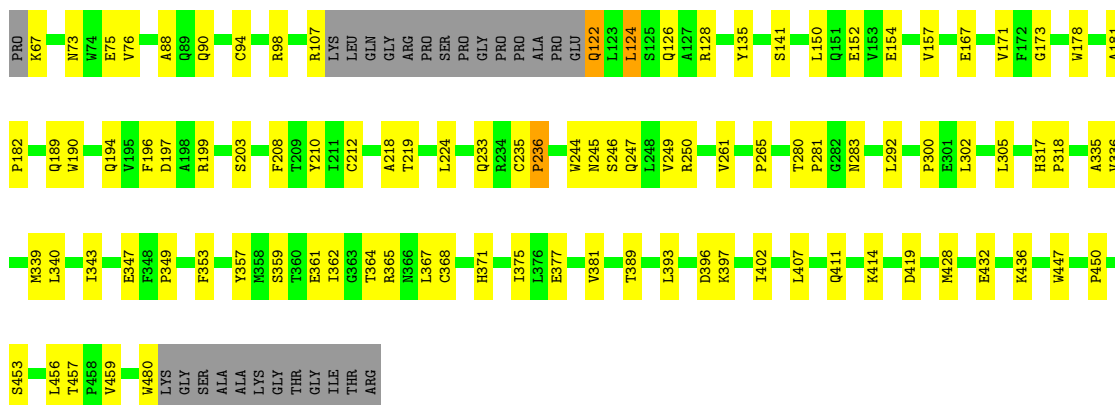 PRO K67 N73 W74 E75 V76 A88 Q89 Q90 C94 R98 R107 LYS LEU GLN GLY ARG PRO SER PRO GLY PRO PRO ALA PRO GLU Q122 L123 L124 S125 Q126 A127 R128 Y135 S141 L150 Q151 E152 V153 E154 V157 E167 V171 F172 G173 W178 A181
P182 Q189 W190 Q194 V195 F196 D197 A198 R199 S203 F208 T209 Y210 I211 C212 A218 T219 L224 Q233 R234 C235 P236 W244 N245 S246 Q247 L248 V249 R250 V261 P265 T280 P281 G282 N283 L292 P300 E301 L302 L305 H317 P318 A335
M339 L340 I343 E347 F348 P349 F353 Y357 M358 S359 T360 E361 I362 G363 T364 R365 N366 L367 C368 H371 I375 L376 E377 V381 T389 L393 D396 K397 I402 L407 Q411 K414 D419 M428 E432 K436 W447 P450
S453 L456 T457 P458 V459 W480 LYS GLY SER ALA ALA LYS GLY THR GLY ILE THR ARG